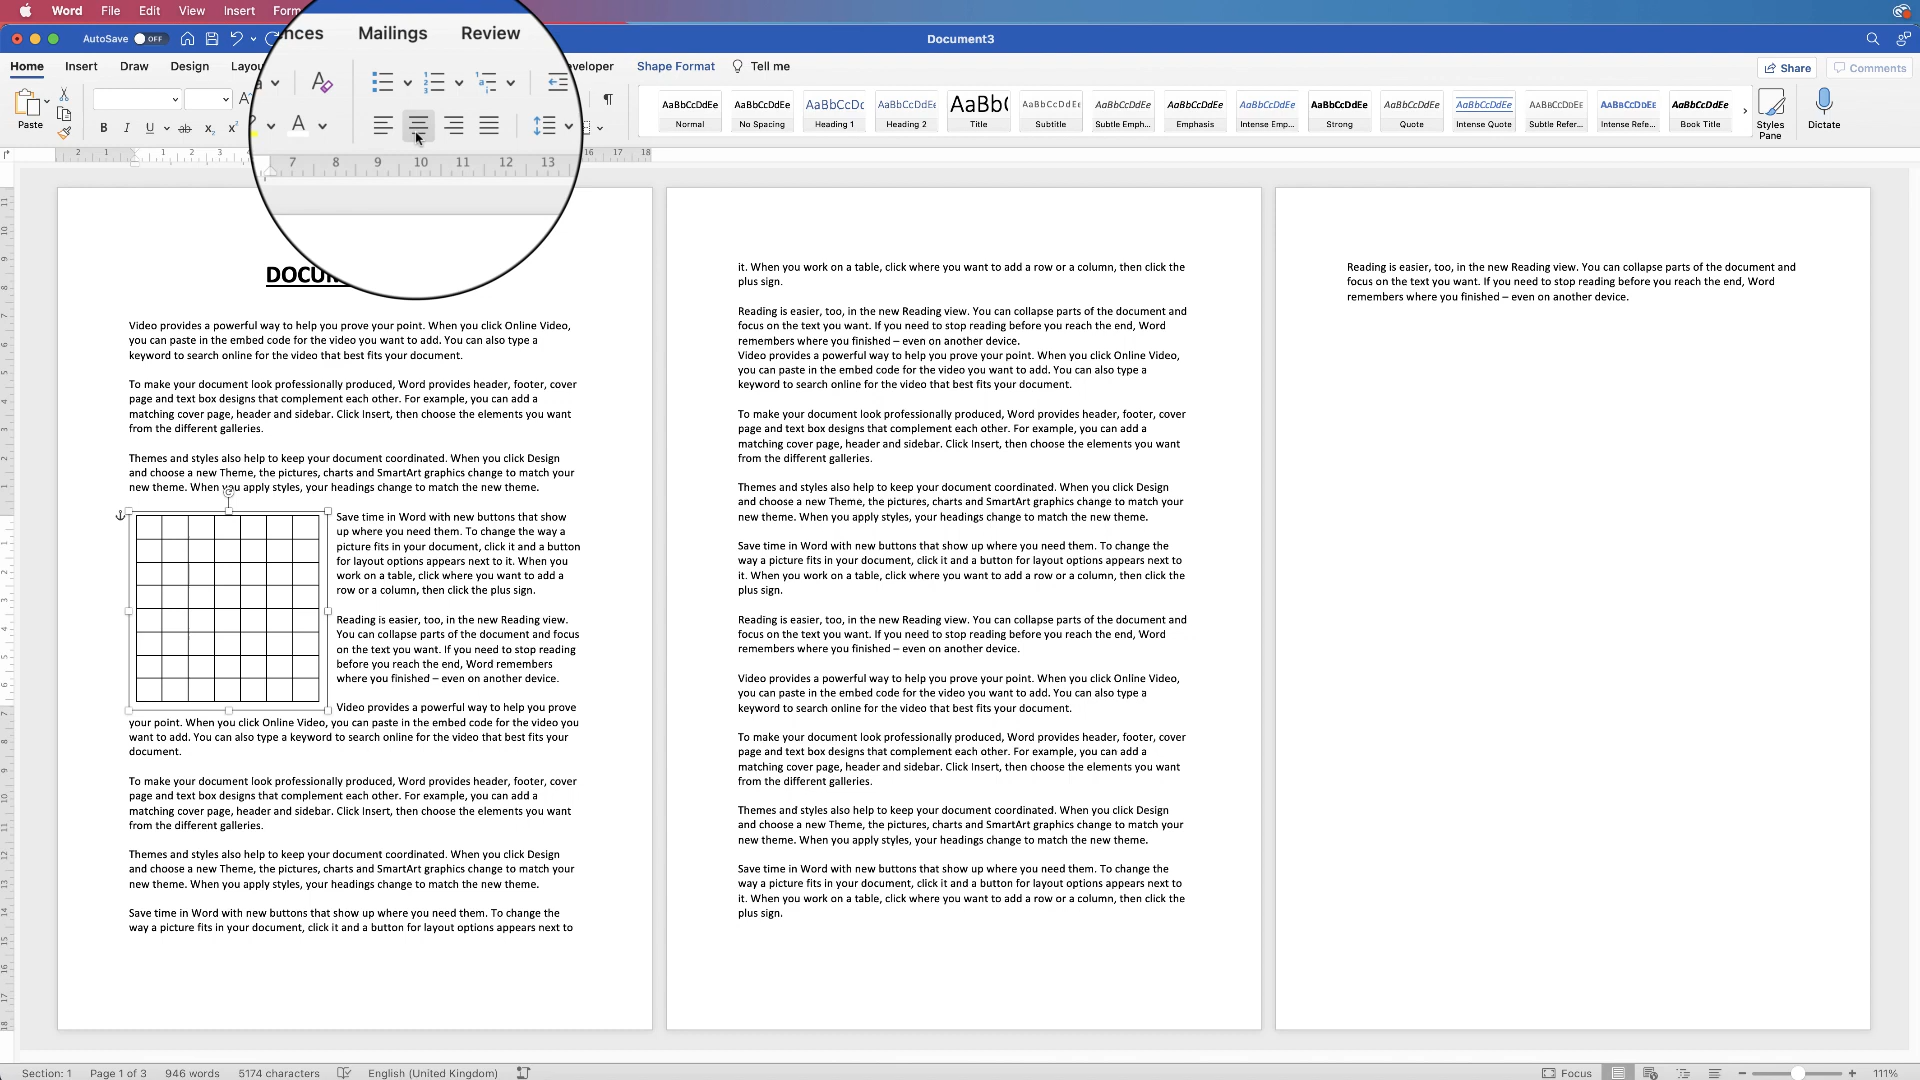 Word File Edit View Insert Form
AutoSave OFF
Document3
Home Insert Draw Design Layou
nces Mailings Review
eveloper Shape Format Tell me
Share Comments
Paste
B I U ab x₂ x²
A
AaBbCcDdEe AaBbCcDdEe AaBbCcDc AaBbCcDdEe AaBb( AaBbCcDdEe AaBbCcDdEe AaBbCcDdEe AaBbCcDdEe AaBbCcDdEe AaBbCcDdEe AaBbCcDdEe AaBbCcDdEe AaBbCcDdEe AaBbCcDdEe
Normal No Spacing Heading 1 Heading 2 Title Subtitle Subtle Emph... Emphasis Intense Emp... Strong Quote Intense Quote Subtle Refer... Intense Refe... Book Title
Styles
Pane
Dictate
2 1 1 2 3 7 8 9 10 11 12 13 16 17 18
DOCUM
Video provides a powerful way to help you prove your point. When you click Online Video,
you can paste in the embed code for the video you want to add. You can also type a
keyword to search online for the video that best fits your document.
To make your document look professionally produced, Word provides header, footer, cover
page and text box designs that complement each other. For example, you can add a
matching cover page, header and sidebar. Click Insert, then choose the elements you want
from the different galleries.
Themes and styles also help to keep your document coordinated. When you click Design
and choose a new Theme, the pictures, charts and SmartArt graphics change to match your
new theme. When you apply styles, your headings change to match the new theme.
Save time in Word with new buttons that show
up where you need them. To change the way a
picture fits in your document, click it and a button
for layout options appears next to it. When you
work on a table, click where you want to add a
row or a column, then click the plus sign.
Reading is easier, too, in the new Reading view.
You can collapse parts of the document and focus
on the text you want. If you need to stop reading
before you reach the end, Word remembers
where you finished – even on another device.
Video provides a powerful way to help you prove
your point. When you click Online Video, you can paste in the embed code for the video you
want to add. You can also type a keyword to search online for the video that best fits your
document.
To make your document look professionally produced, Word provides header, footer, cover
page and text box designs that complement each other. For example, you can add a
matching cover page, header and sidebar. Click Insert, then choose the elements you want
from the different galleries.
Themes and styles also help to keep your document coordinated. When you click Design
and choose a new Theme, the pictures, charts and SmartArt graphics change to match your
new theme. When you apply styles, your headings change to match the new theme.
Save time in Word with new buttons that show up where you need them. To change the
way a picture fits in your document, click it and a button for layout options appears next to
it. When you work on a table, click where you want to add a row or a column, then click the
plus sign.
Reading is easier, too, in the new Reading view. You can collapse parts of the document and
focus on the text you want. If you need to stop reading before you reach the end, Word
remembers where you finished – even on another device.
Video provides a powerful way to help you prove your point. When you click Online Video,
you can paste in the embed code for the video you want to add. You can also type a
keyword to search online for the video that best fits your document.
To make your document look professionally produced, Word provides header, footer, cover
page and text box designs that complement each other. For example, you can add a
matching cover page, header and sidebar. Click Insert, then choose the elements you want
from the different galleries.
Themes and styles also help to keep your document coordinated. When you click Design
and choose a new Theme, the pictures, charts and SmartArt graphics change to match your
new theme. When you apply styles, your headings change to match the new theme.
Save time in Word with new buttons that show up where you need them. To change the
way a picture fits in your document, click it and a button for layout options appears next to
it. When you work on a table, click where you want to add a row or a column, then click the
plus sign.
Reading is easier, too, in the new Reading view. You can collapse parts of the document and
focus on the text you want. If you need to stop reading before you reach the end, Word
remembers where you finished – even on another device.
Video provides a powerful way to help you prove your point. When you click Online Video,
you can paste in the embed code for the video you want to add. You can also type a
keyword to search online for the video that best fits your document.
To make your document look professionally produced, Word provides header, footer, cover
page and text box designs that complement each other. For example, you can add a
matching cover page, header and sidebar. Click Insert, then choose the elements you want
from the different galleries.
Themes and styles also help to keep your document coordinated. When you click Design
and choose a new Theme, the pictures, charts and SmartArt graphics change to match your
new theme. When you apply styles, your headings change to match the new theme.
Save time in Word with new buttons that show up where you need them. To change the
way a picture fits in your document, click it and a button for layout options appears next to
it. When you work on a table, click where you want to add a row or a column, then click the
plus sign.
Reading is easier, too, in the new Reading view. You can collapse parts of the document and
focus on the text you want. If you need to stop reading before you reach the end, Word
remembers where you finished – even on another device.
Section: 1 Page 1 of 3 946 words 5174 characters English (United Kingdom) Focus 111%